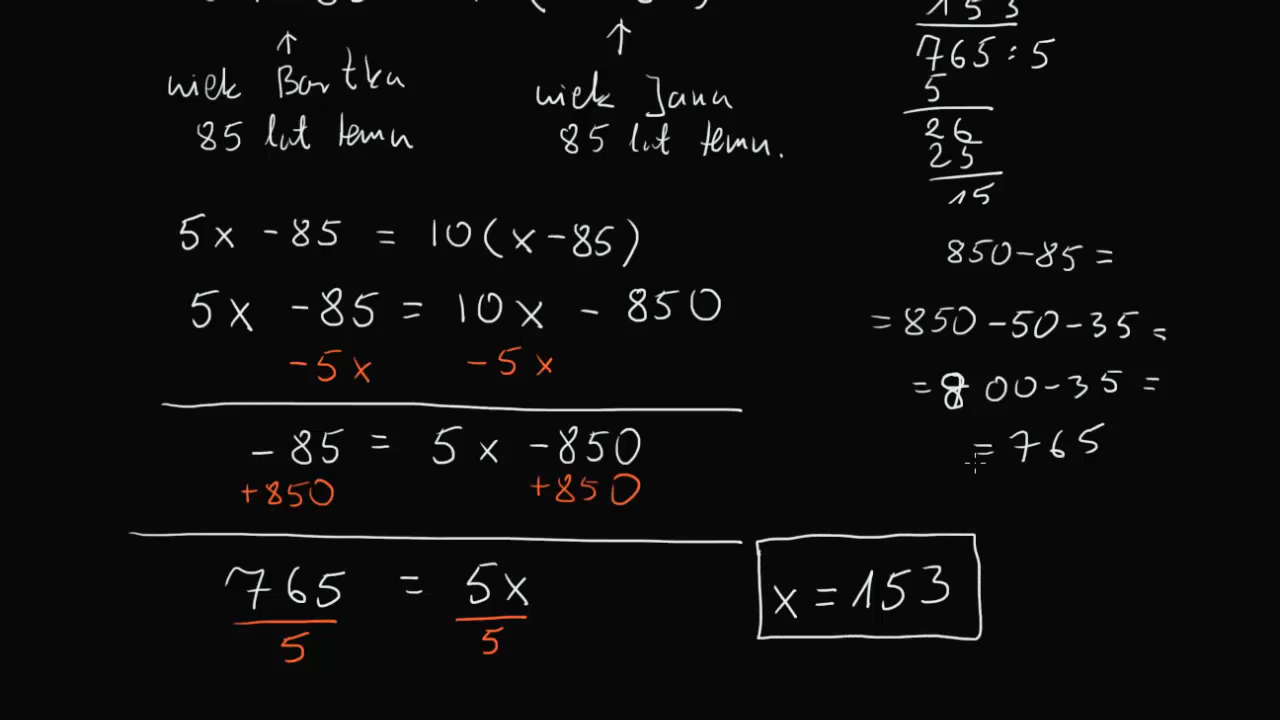 ↑ ↑
wiek Bartka wiek Jana
85 lat temu 85 lat temu.
5x - 85 = 10(x - 85)
5x - 85 = 10x - 850
-5x -5x
-85 = 5x - 850
+850 +850
765 = 5x
5 5
x = 153
153
765 : 5
5
26
25
15
850 - 85 =
= 850 - 50 - 35 =
= 800 - 35 =
= 765